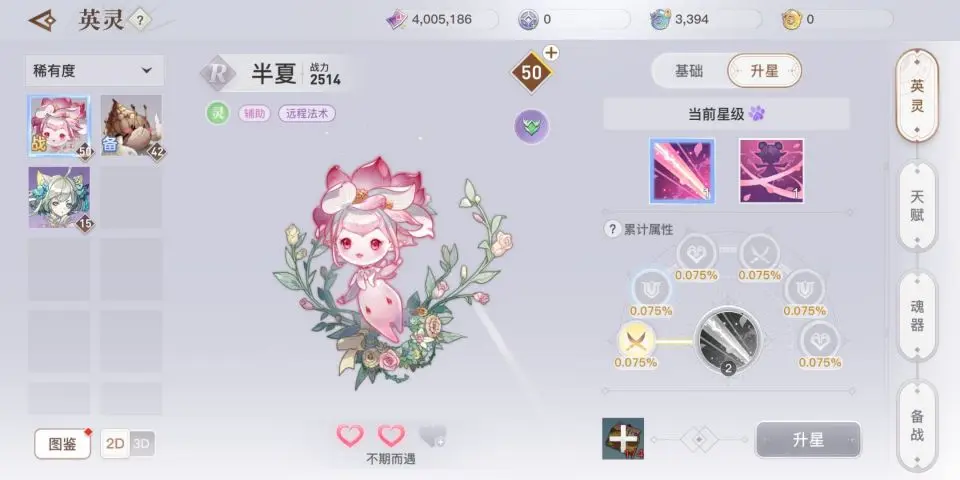 英灵 ?
4,005,186
0
3,394
0
稀有度
战
50
备
42
15
图鉴
2D 3D
R 半夏 战力 2514
灵 辅助 远程法术
50
不期而遇
基础 升星
当前星级
1
1
? 累计属性
0.075% 0.075%
0.075% 0.075%
0.075% 0.075%
2
升星
英灵
天赋
魂器
备战